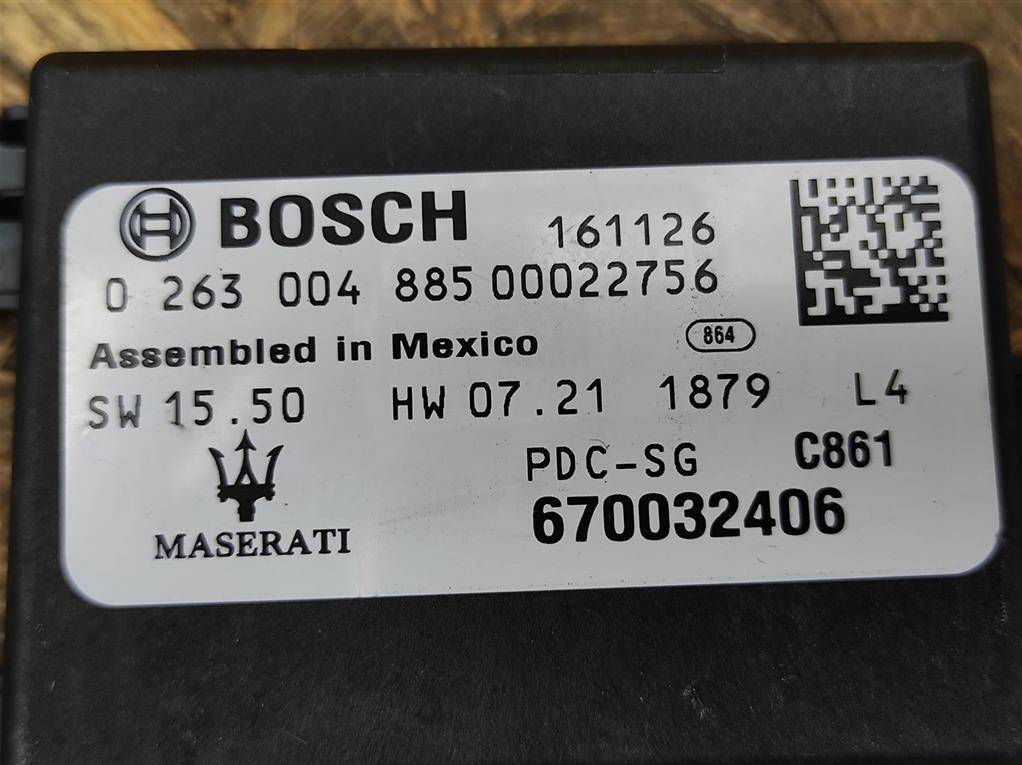 BOSCH 161126
0 263 004 885 00022756
Assembled in Mexico 864
SW 15.50 HW 07.21 1879 L4
PDC-SG C861
MASERATI 670032406